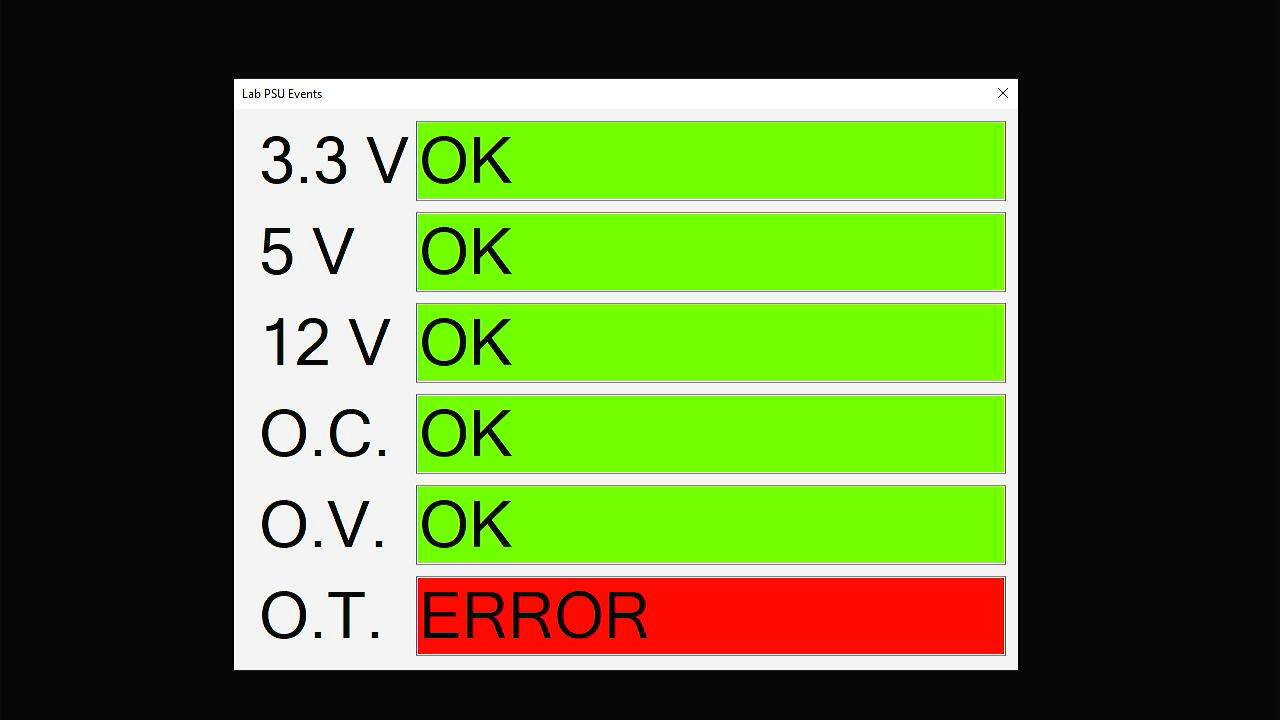 Lab PSU Events
3.3 V OK
5 V OK
12 V OK
O.C. OK
O.V. OK
O.T. ERROR